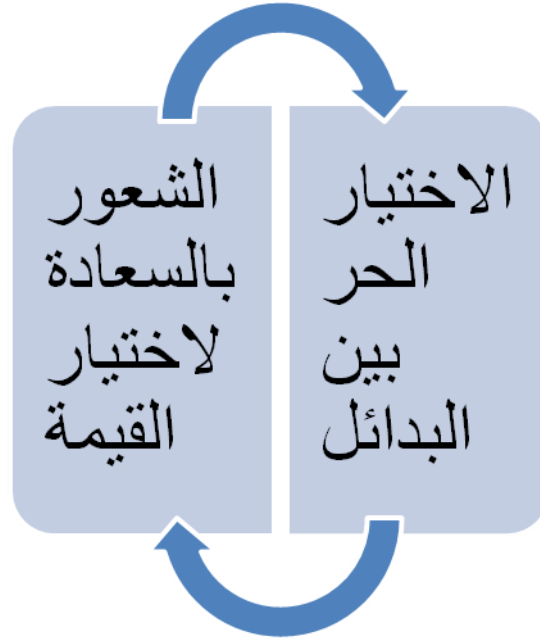 الاختيار
الحر
بين
البدائل
الشعور
بالسعادة
لاختيار
القيمة